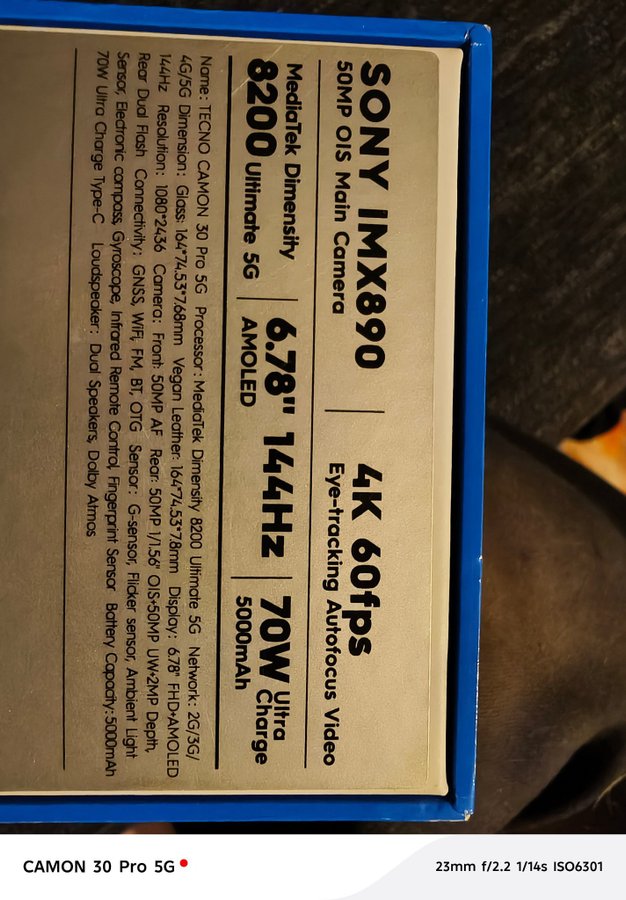 SONY IMX890
50MP OIS Main Camera
4K 60fps
Eye-tracking Autofocus Video
MediaTek Dimensity
8200 Ultimate 5G
6.78" 144Hz
AMOLED
70W Ultra Charge
5000mAh
Name: TECNO CAMON 30 Pro 5G Processor: MediaTek Dimensity 8200 Ultimate 5G Network: 2G/3G/
4G/5G Dimension: Glass: 164*74.53*7.68mm Vegan Leather: 164*74.53*7.8mm Display: 6.78" FHD+AMOLED
144Hz Resolution: 1080*2436 Camera: Front: 50MP AF Rear: 50MP 1/1.56" OIS+50MP UW+2MP Depth,
Rear Dual Flash Connectivity: GNSS, WiFi, FM, BT, OTG Sensor: G-sensor, Flicker sensor, Ambient Light
Sensor, Electronic compass, Gyroscope, Infrared Remote Control, Fingerprint Sensor Battery Capacity: 5000mAh
70W Ultra Charge Type-C Loudspeaker: Dual Speakers, Dolby Atmos
CAMON 30 Pro 5G
23mm f/2.2 1/14s ISO6301